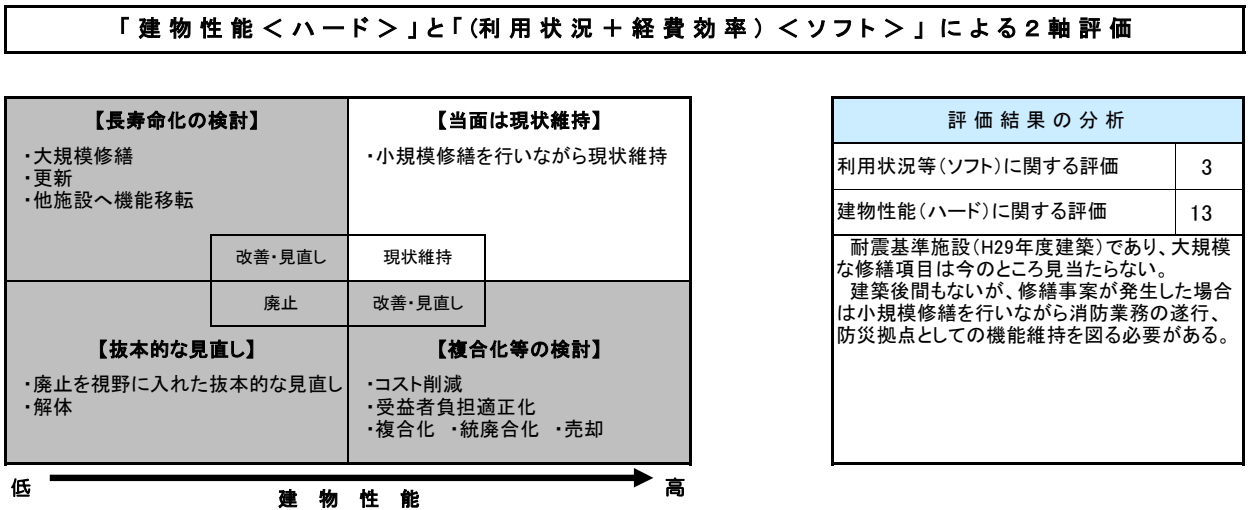 「建物性能＜ハード＞」と「(利用状況＋経費効率)＜ソフト＞」による２軸評価
【長寿命化の検討】
・大規模修繕
・更新
・他施設へ機能移転
【当面は現状維持】
・小規模修繕を行いながら現状維持
改善・見直し
現状維持
廃止
改善・見直し
【抜本的な見直し】
・廃止を視野に入れた抜本的な見直し
・解体
【複合化等の検討】
・コスト削減
・受益者負担適正化
・複合化　・統廃合化　・売却
低
高
建物性能
評価結果の分析
利用状況等(ソフト)に関する評価 3
建物性能(ハード)に関する評価 13
耐震基準施設(H29年度建築)であり、大規模
な修繕項目は今のところ見当たらない。
建築後間もないが、修繕事案が発生した場合
は小規模修繕を行いながら消防業務の遂行、
防災拠点としての機能維持を図る必要がある。